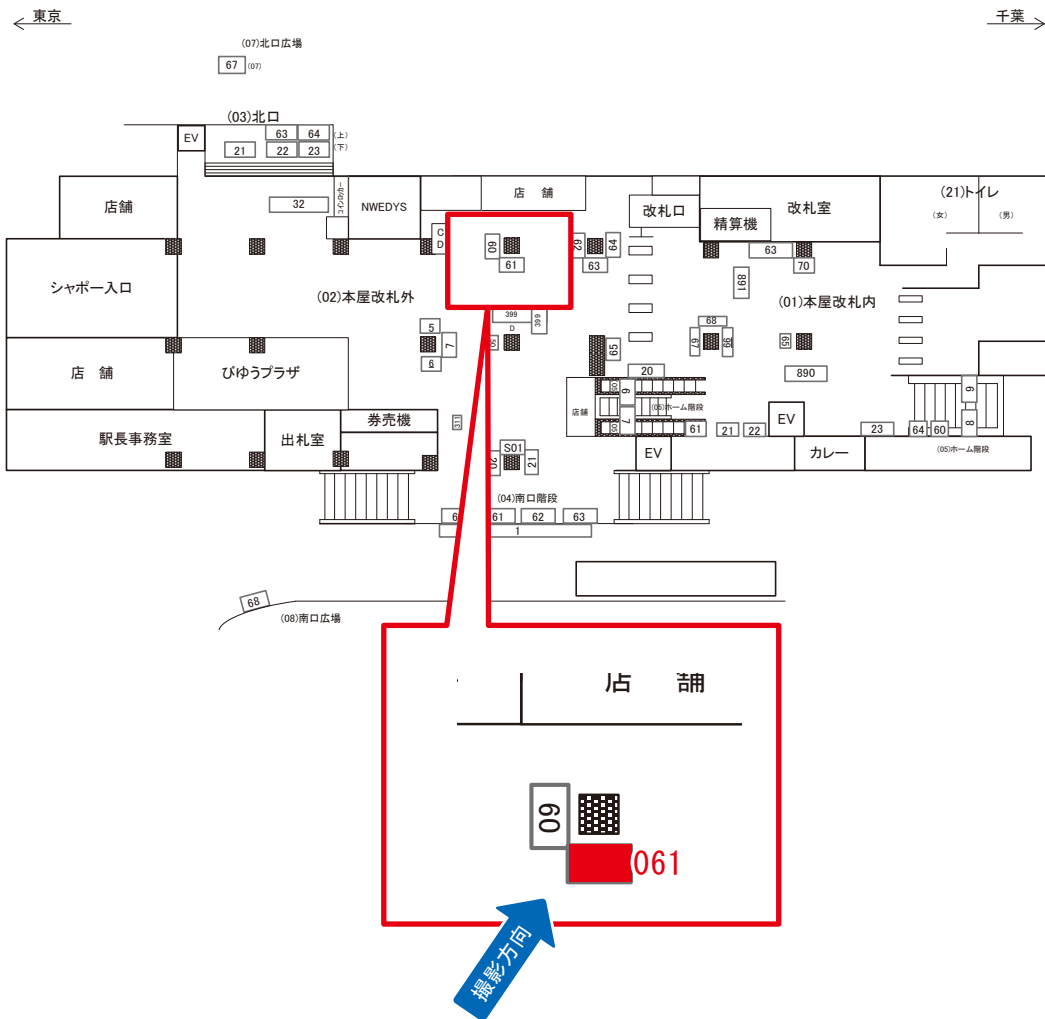 東京
千葉
(07)北口広場
67 (07)
(03)北口
EV
63 64 (上)
21 22 23 (下)
店舗
32
コインロッカー
NWEDYS
店 舗
改札口
精算機
改札室
(21)トイレ
(女)
(男)
C
D
60
61
62
64
63
63
70
891
シャポー入口
(02)本屋改札外
(01)本屋改札内
399
399
D
50
5
7
6
65
68
67
66
65
890
店 舗
びゅうプラザ
20
店舗
6
7
(05)ホーム階段
61
21
22
EV
23
64
60
9
8
駅長事務室
出札室
券売機
311
S01
20
21
EV
カレー
(05)ホーム階段
(04)南口階段
61
62
63
1
68
(08)南口広場
店 舗
60
061
撮影方向